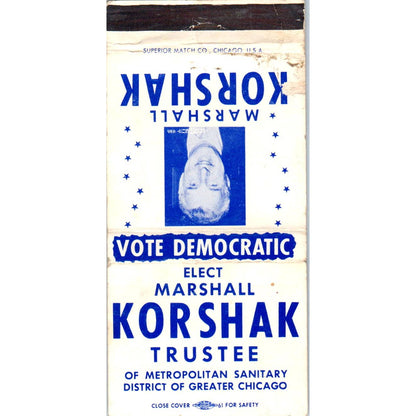 SUPERIOR MATCH CO., CHICAGO, U.S.A.
MARSHALL
KORSHAK
VOTE DEMOCRATIC
ELECT
MARSHALL
KORSHAK
TRUSTEE
OF METROPOLITAN SANITARY
DISTRICT OF GREATER CHICAGO
CLOSE COVER 61 FOR SAFETY